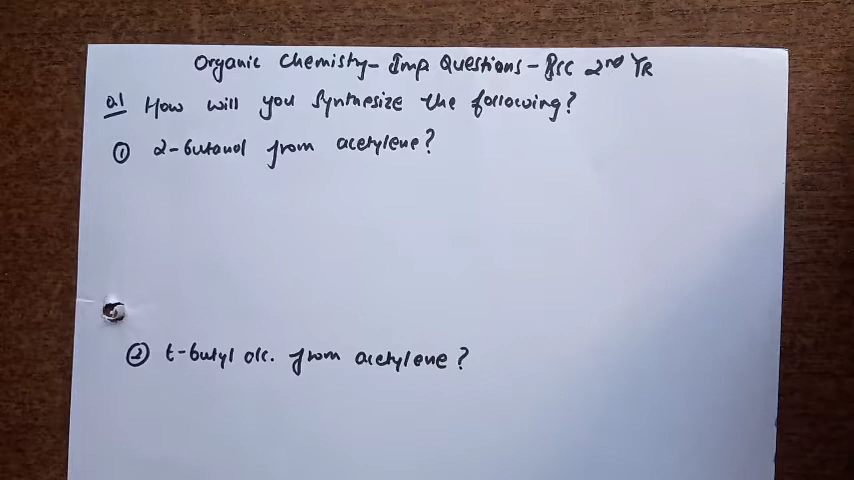 Organic Chemisty - Imp Questions - Bsc 2nd YR
Q1 How will you synthesize the following?
① 2-butanol from acetylene?
② t-butyl alc. from acetylene?